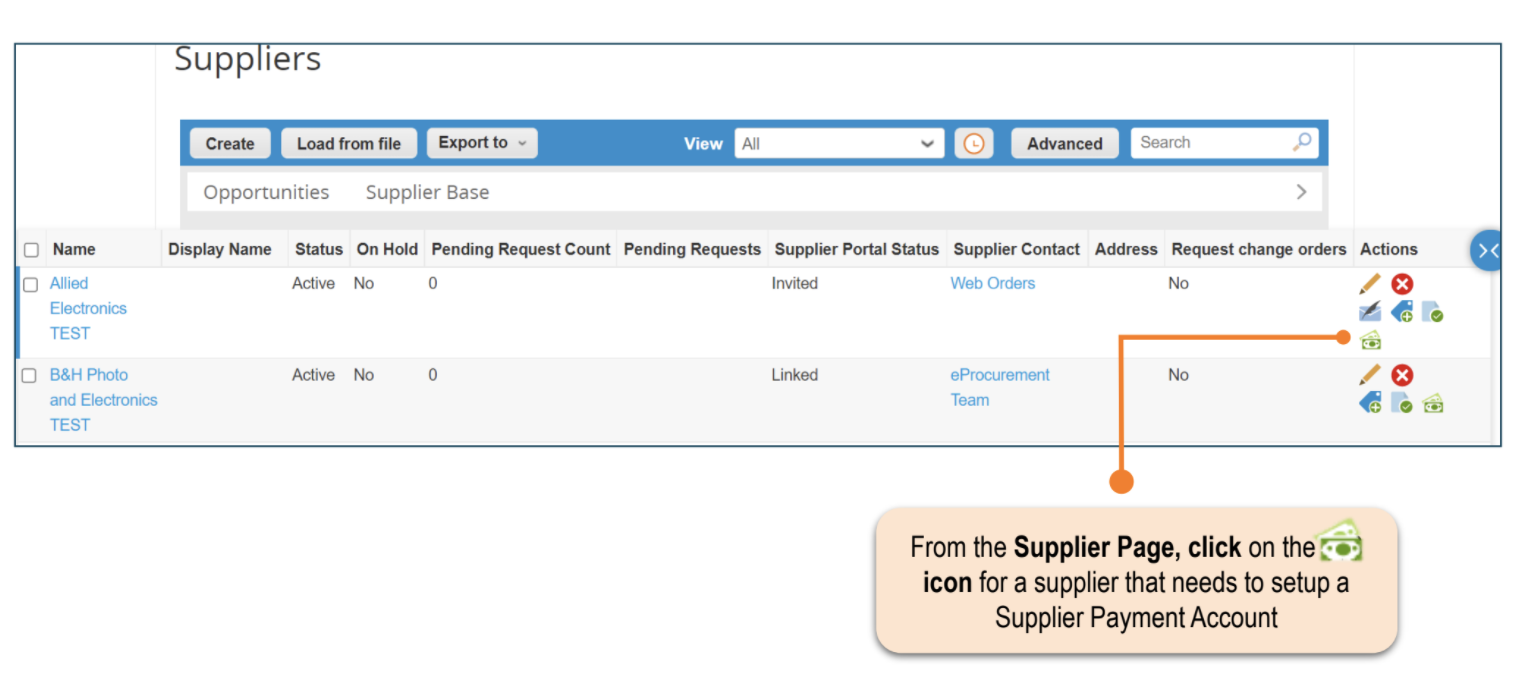 Suppliers
Create Load from file Export to View All Advanced Search
Opportunities Supplier Base
Name Display Name Status On Hold Pending Request Count Pending Requests Supplier Portal Status Supplier Contact Address Request change orders Actions
Allied Active No 0 Invited Web Orders No
Electronics
TEST
B&H Photo Active No 0 Linked eProcurement No
and Electronics Team
TEST
From the Supplier Page, click on the
icon for a supplier that needs to setup a
Supplier Payment Account